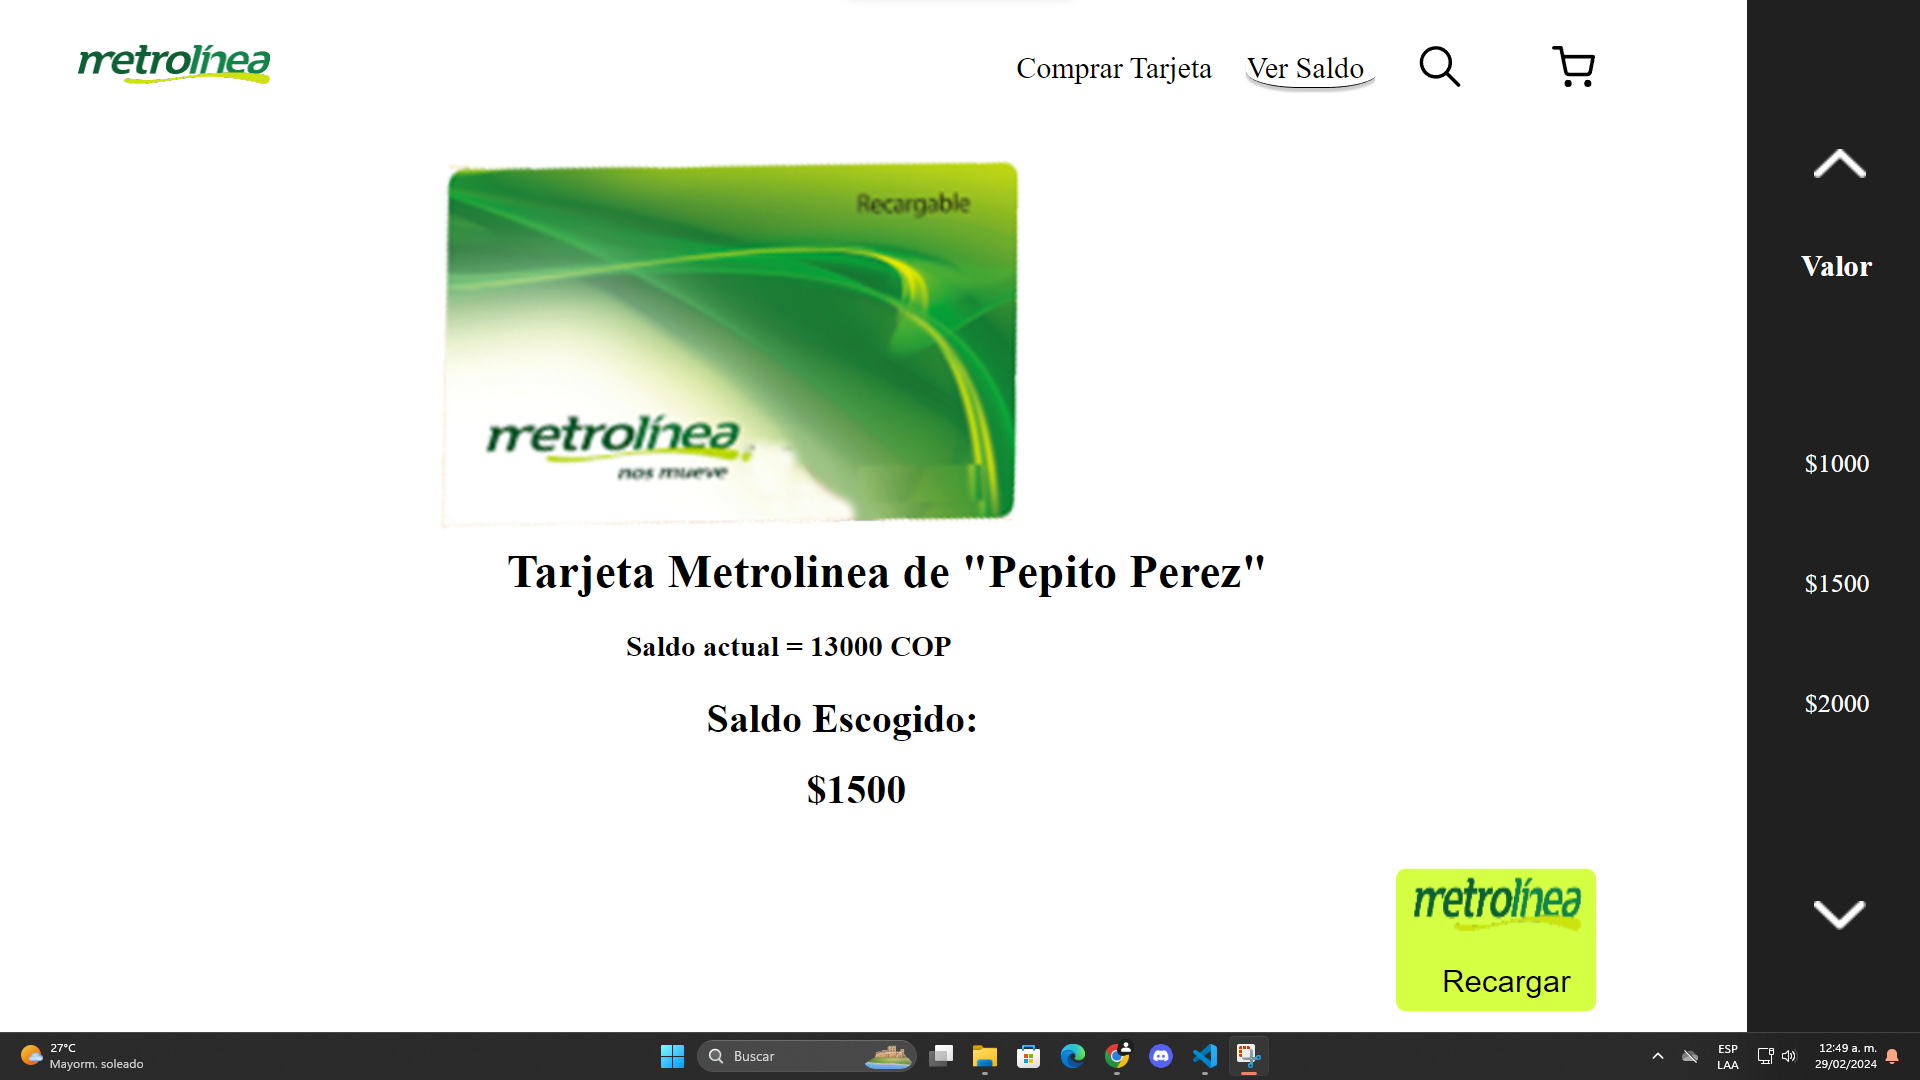 metrolínea
Comprar Tarjeta
Ver Saldo
Recargable
metrolínea
nos mueve
Tarjeta Metrolinea de "Pepito Perez"
Saldo actual = 13000 COP
Saldo Escogido:
$1500
metrolínea
Recargar
Valor
$1000
$1500
$2000
27°C
Mayorm. soleado
Buscar
ESP
LAA
12:49 a. m.
29/02/2024